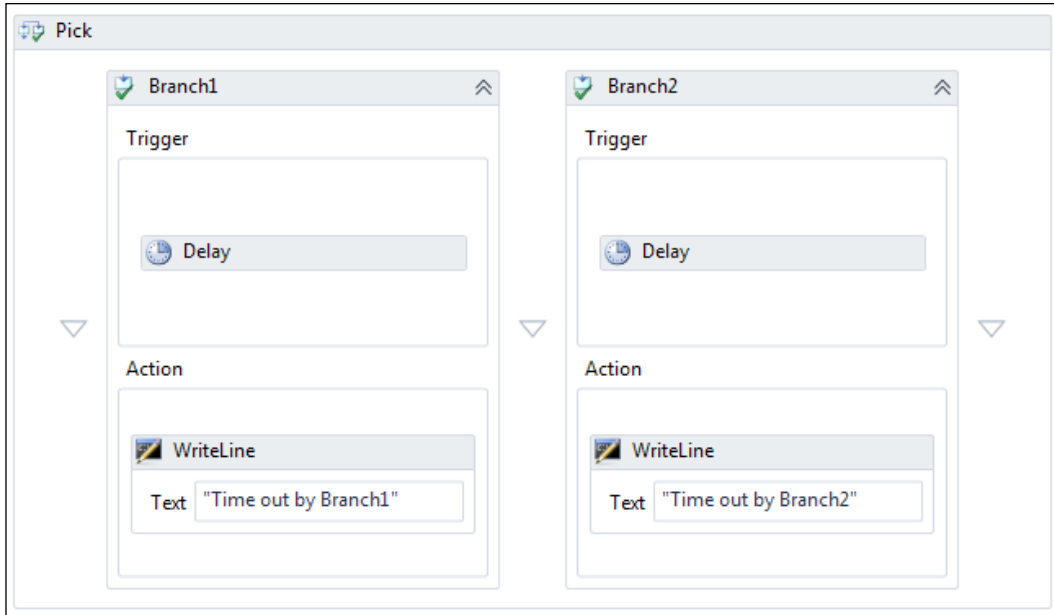 Pick
Branch1
Branch2
Trigger
Trigger
Delay
Delay
Action
Action
WriteLine
WriteLine
Text "Time out by Branch1"
Text "Time out by Branch2"